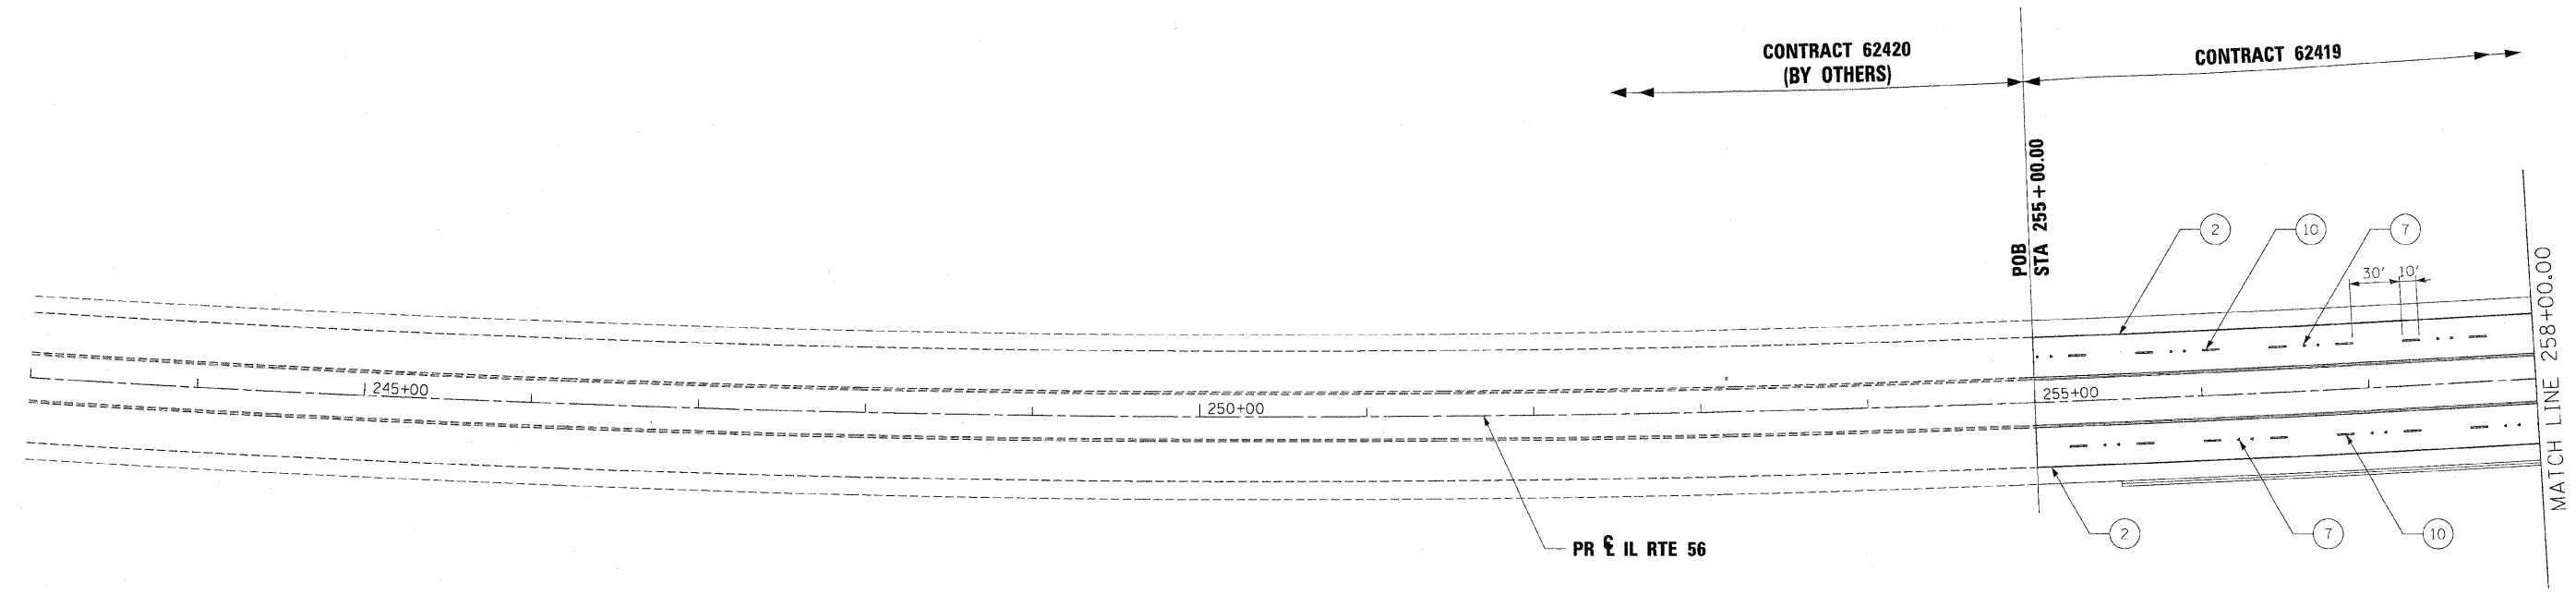 CONTRACT 62420
(BY OTHERS)
CONTRACT 62419
POB
STA 255+00.00
2
10
7
30'
10'
245+00
250+00
255+00
MATCH LINE 258+00.00
2
7
10
PR ℄ IL RTE 56